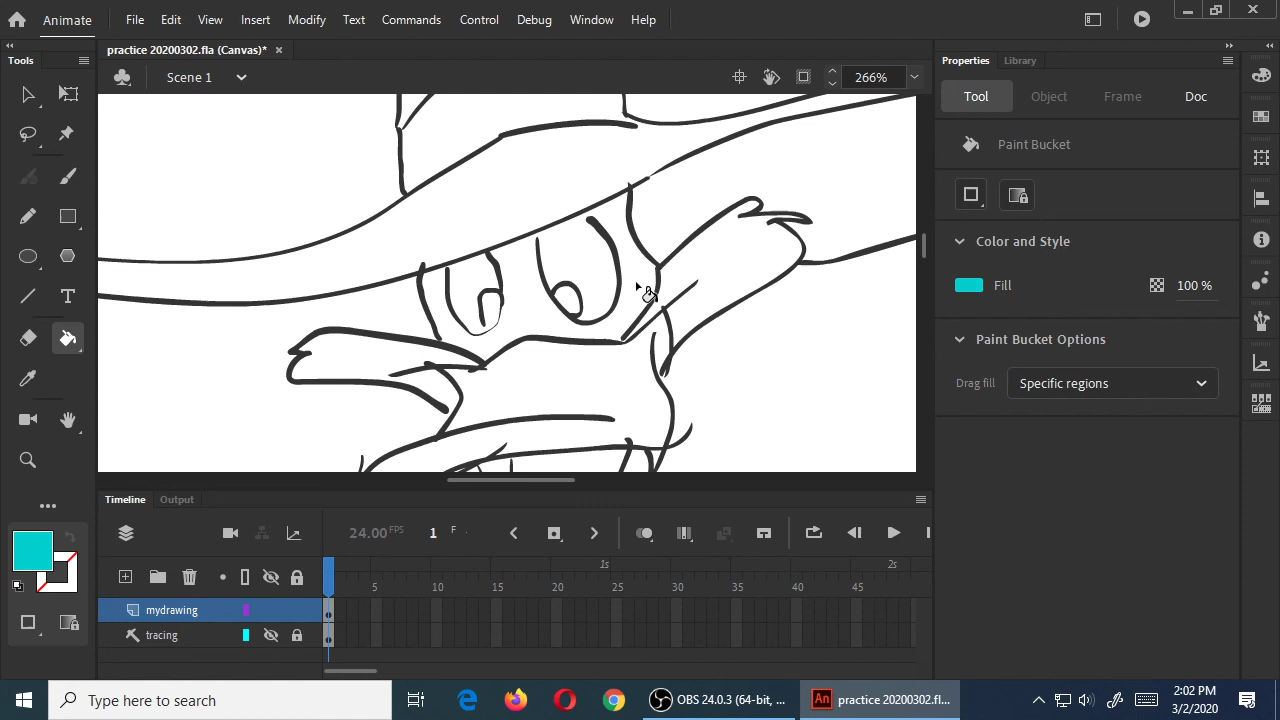 Animate File Edit View Insert Modify Text Commands Control Debug Window Help
Tools
practice 20200302.fla (Canvas)* ×
Properties Library
Scene 1
266%
Tool Object Frame Doc
Paint Bucket
Color and Style
Fill 100 %
Paint Bucket Options
Drag fill Specific regions
Timeline Output
24.00 FPS 1 F
1s 2s
5 10 15 20 25 30 35 40 45
mydrawing
tracing
Type here to search
OBS 24.0.3 (64-bit, ...
An practice 20200302.fl...
2:02 PM
3/2/2020